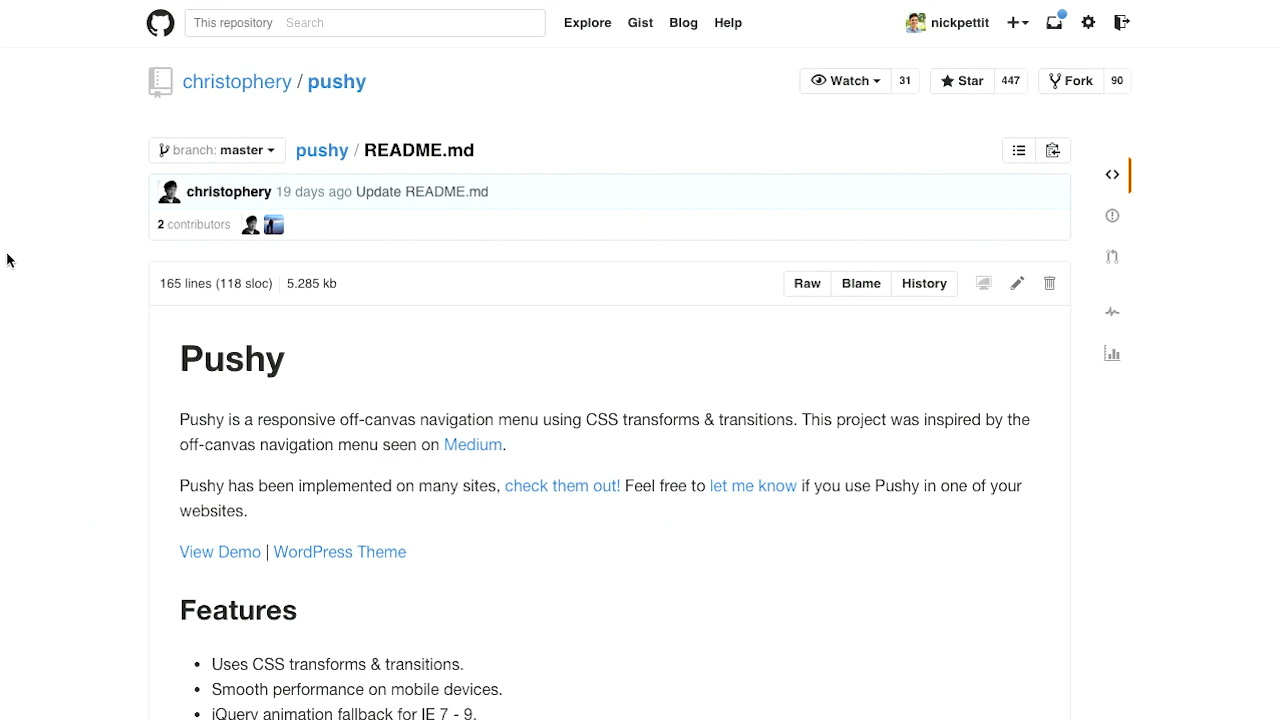 This repository Search Explore Gist Blog Help nickpettit
christophery / pushy Watch 31 Star 447 Fork 90
branch: master pushy / README.md
christophery 19 days ago Update README.md
2 contributors
165 lines (118 sloc) 5.285 kb Raw Blame History
Pushy
Pushy is a responsive off-canvas navigation menu using CSS transforms & transitions. This project was inspired by the
off-canvas navigation menu seen on Medium.
Pushy has been implemented on many sites, check them out! Feel free to let me know if you use Pushy in one of your
websites.
View Demo | WordPress Theme
Features
• Uses CSS transforms & transitions.
• Smooth performance on mobile devices.
• jQuery animation fallback for IE 7 - 9.